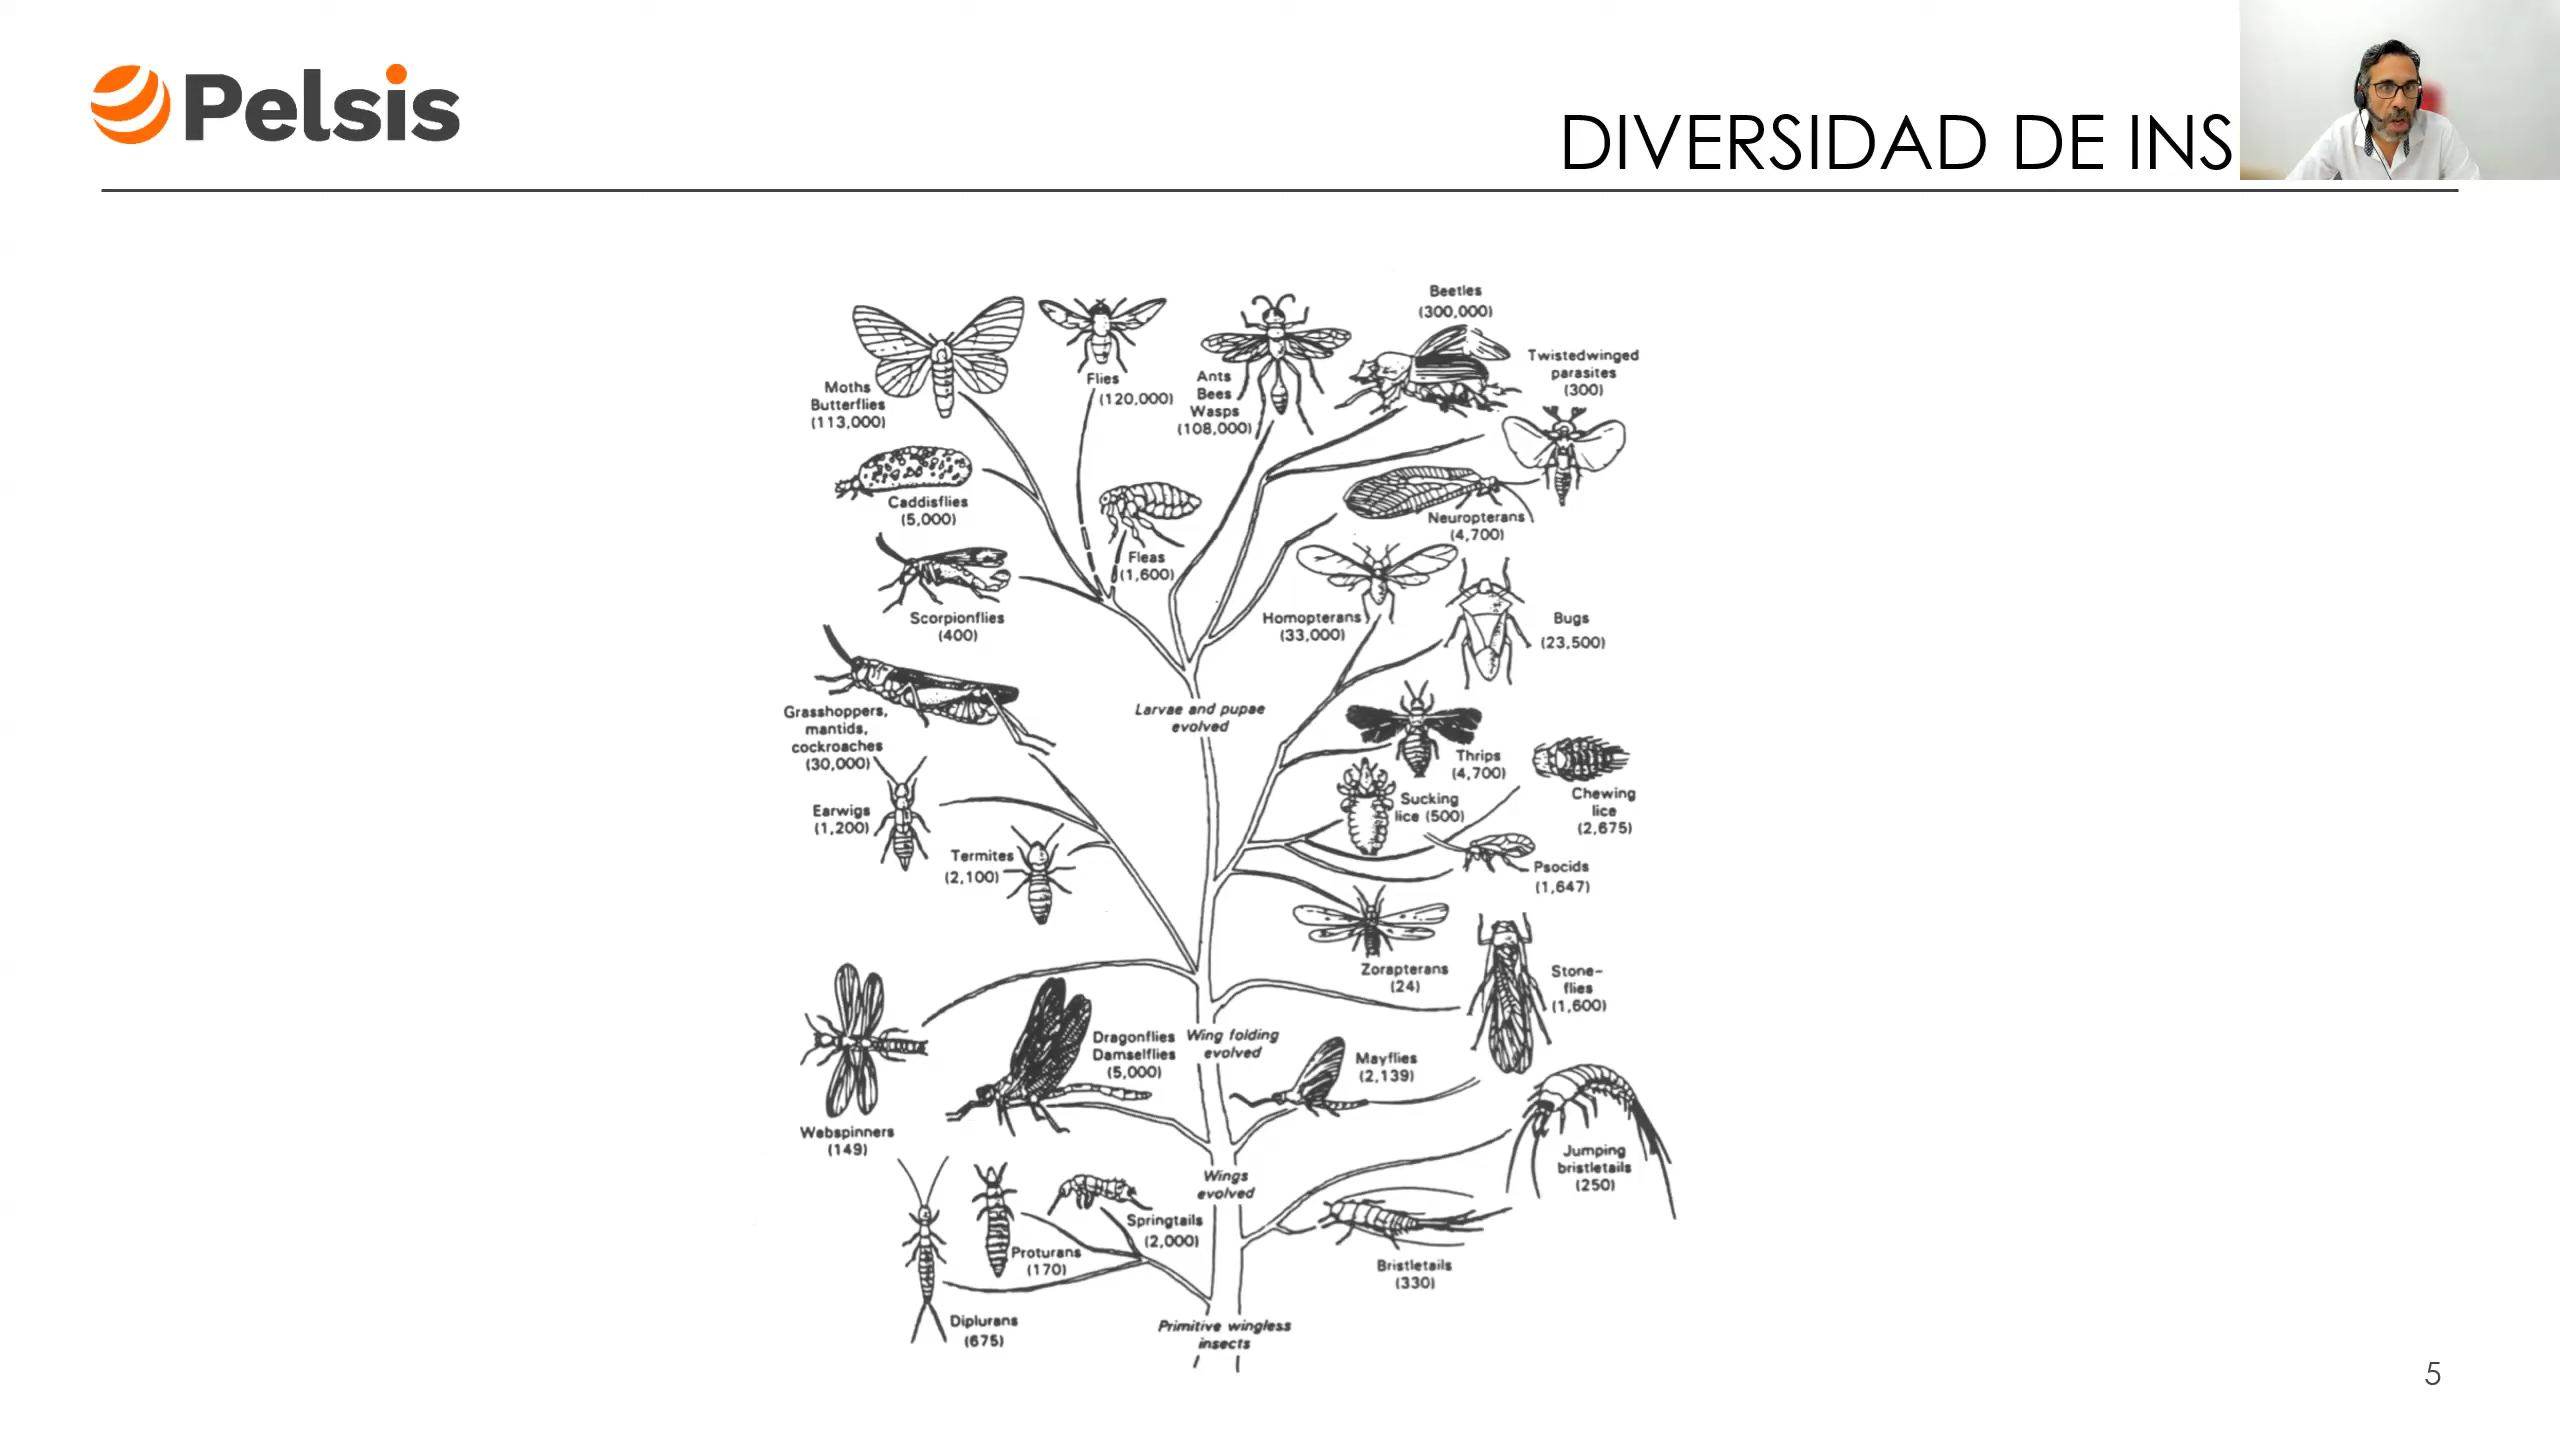 Pelsis
DIVERSIDAD DE INS
Beetles
(300,000)
Twistedwinged
parasites
(300)
Moths
Butterflies
(113,000)
Flies
(120,000)
Ants
Bees
Wasps
(108,000)
Caddisflies
(5,000)
Fleas
(1,600)
Neuropterans
(4,700)
Scorpionflies
(400)
Homopterans
(33,000)
Bugs
(23,500)
Larvae and pupae
evolved
Grasshoppers,
mantids,
cockroaches
(30,000)
Thrips
(4,700)
Sucking
lice (500)
Chewing
lice
(2,675)
Earwigs
(1,200)
Termites
(2,100)
Psocids
(1,647)
Zorapterans
(24)
Stone-
flies
(1,600)
Dragonflies
Damselflies
(5,000)
Wing folding
evolved
Mayflies
(2,139)
Webspinners
(149)
Jumping
bristletails
(250)
Wings
evolved
Springtails
(2,000)
Proturans
(170)
Bristletails
(330)
Diplurans
(675)
Primitive wingless
insects
5